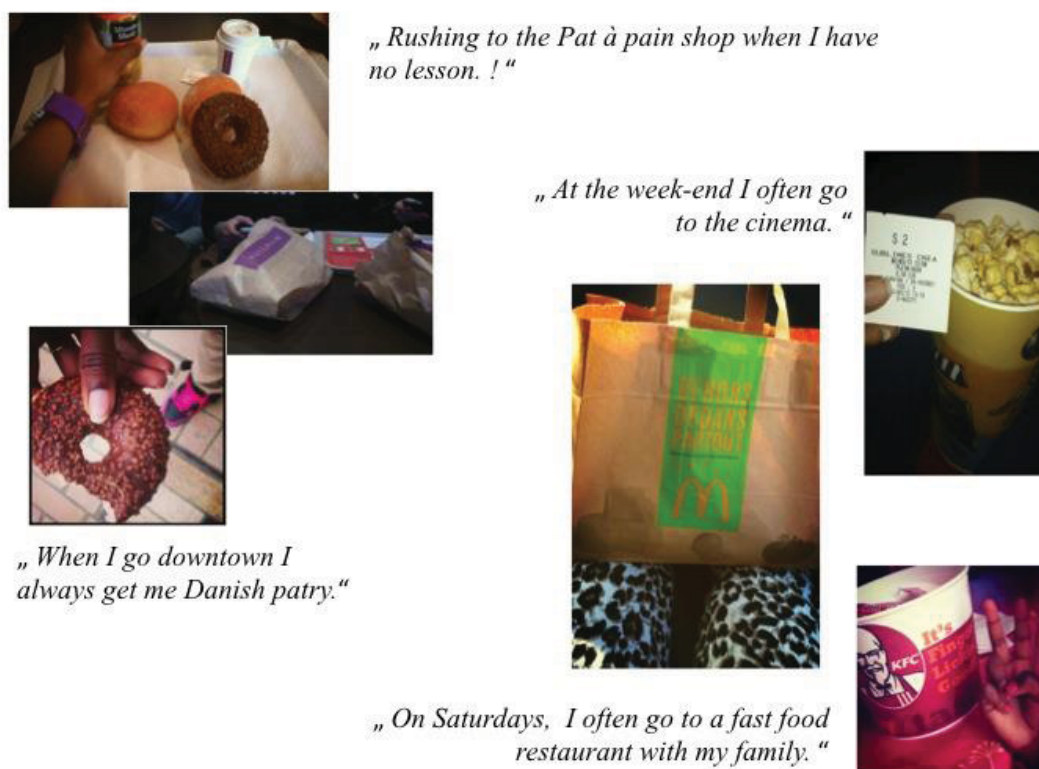 „ Rushing to the Pat à pain shop when I have
no lesson. ! “
„ At the week-end I often go
to the cinema. “
S 2
„ When I go downtown I
always get me Danish patry.“
KFC
It's
„ On Saturdays, I often go to a fast food
restaurant with my family. “